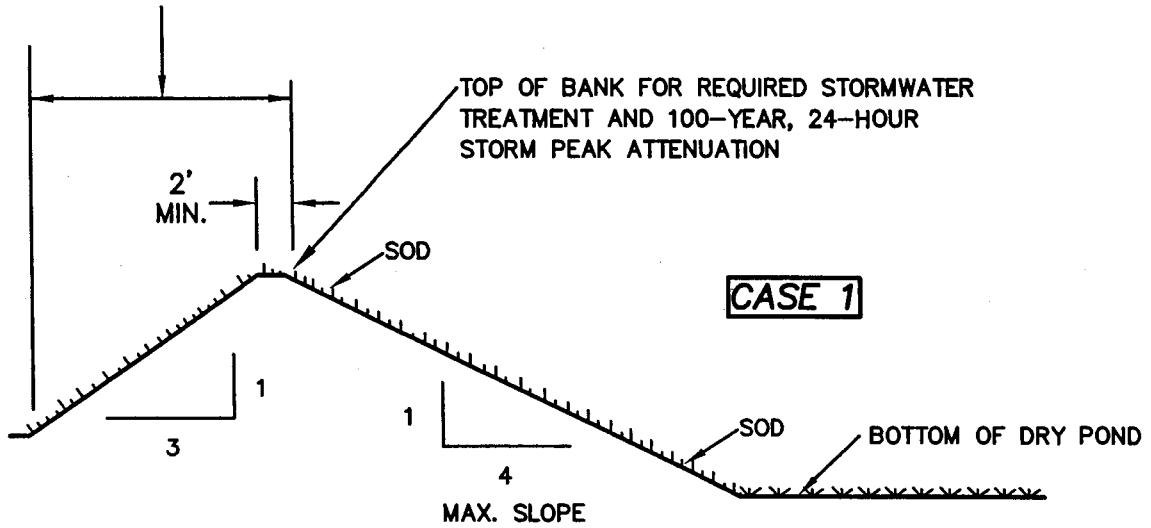 TOP OF BANK FOR REQUIRED STORMWATER
TREATMENT AND 100-YEAR, 24-HOUR
STORM PEAK ATTENUATION
2'
MIN.
SOD
CASE 1
1
3
1
4
MAX. SLOPE
SOD
BOTTOM OF DRY POND